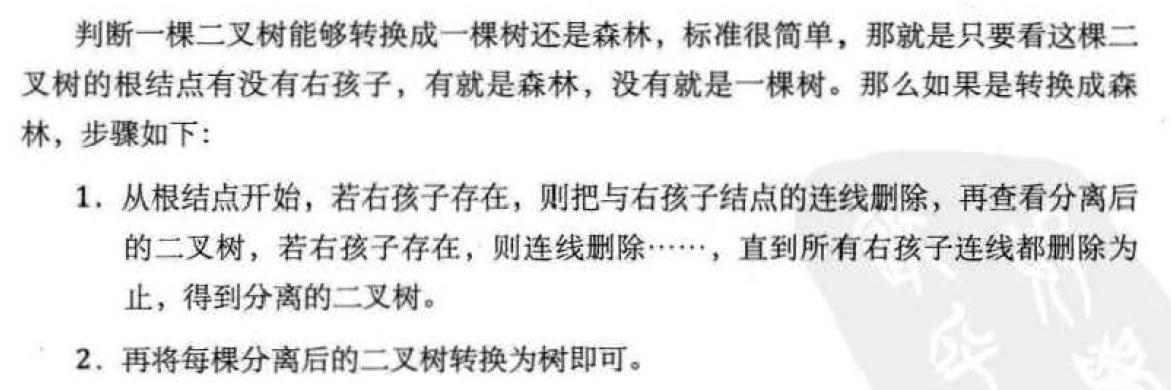 判断一棵二叉树能够转换成一棵树还是森林，标准很简单，那就是只要看这棵二
叉树的根结点有没有右孩子，有就是森林，没有就是一棵树。那么如果是转换成森
林，步骤如下：
1．从根结点开始，若右孩子存在，则把与右孩子结点的连线删除，再查看分离后
的二叉树，若右孩子存在，则连线删除……，直到所有右孩子连线都删除为
止，得到分离的二叉树。
2．再将每棵分离后的二叉树转换为树即可。